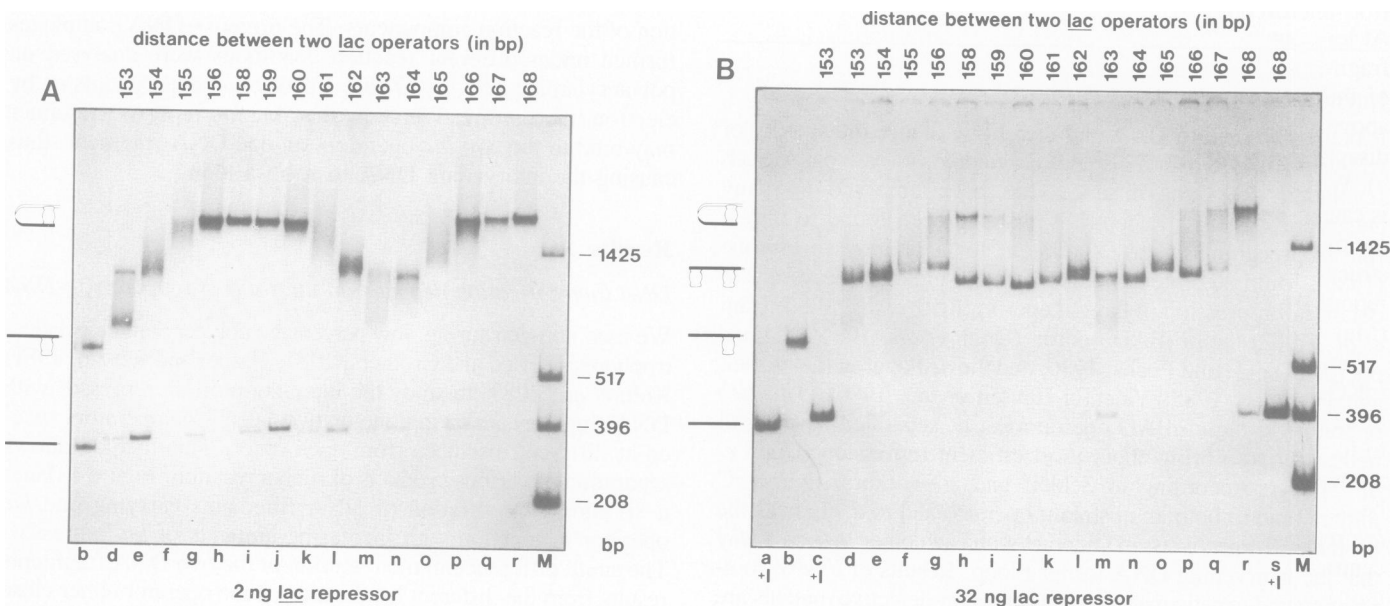 distance between two lac operators (in bp)
A
153 154 155 156 158 159 160 161 162 163 164 165 166 167 168
– 1425
– 517
– 396
– 208
bp
b d e f g h i j k l m n o p q r M
2 ng lac repressor
distance between two lac operators (in bp)
B
153 153 154 155 156 158 159 160 161 162 163 164 165 166 167 168 168
– 1425
– 517
– 396
– 208
bp
a b c d e f g h i j k l m n o p q r s M
+I +I +I
32 ng lac repressor